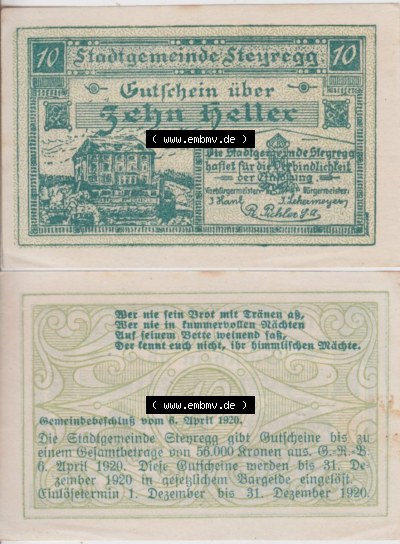 10 Stadtgemeinde Steyregg 10
Gutschein über
Zehn Heller
( www.embmv.de )
Die Stadtgemeinde Steyregg
haftet für die Verbindlichkeit
der Einlösung
Bürgermeister
Wer nie sein Brot mit Tränen aß,
Wer nie in kummervollen Nächten
Auf seinem Bette weinend saß,
Der kennt euch nicht, ihr himmlischen Mächte.
( www.embmv.de )
Gemeindebeschluß vom 6. April 1920.
Die Stadtgemeinde Steyregg gibt Gutscheine bis zu
einem Gesamtbetrage von 56.000 Kronen aus. G.-R.-B
6. April 1920. Diese Gutscheine werden bis 31. De-
zember 1920 in gesetzlichem Bargelde eingelöst.
Einlösetermin 1. Dezember bis 31. Dezember 1920.